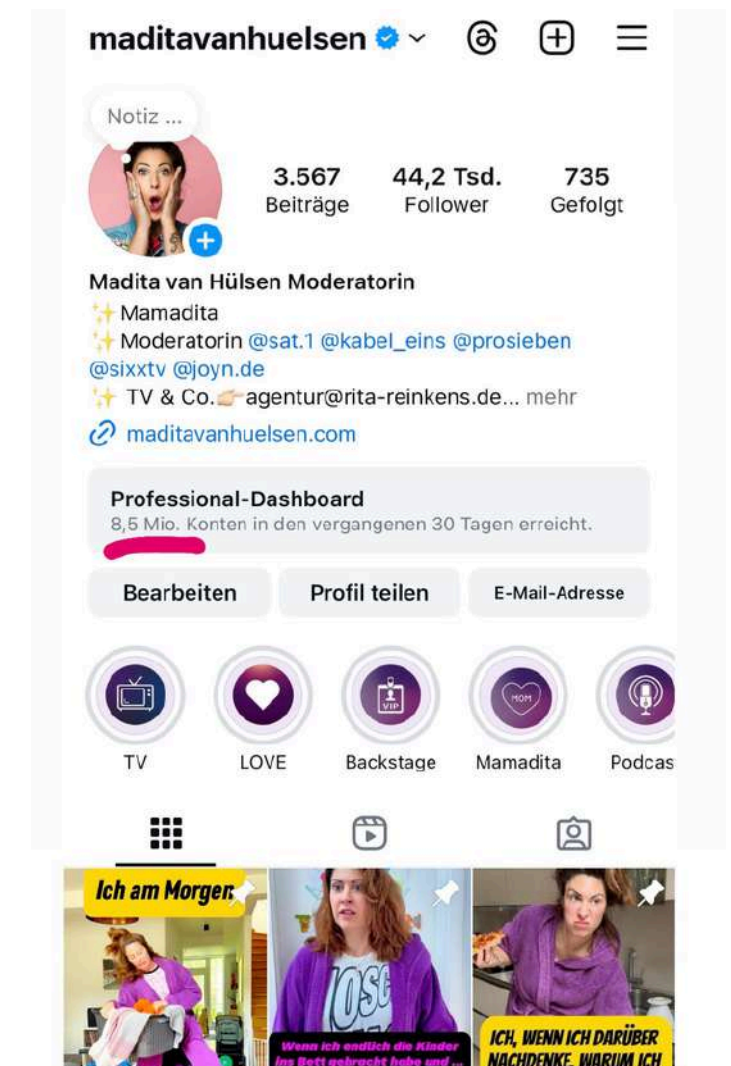 maditavanhuelsen
Notiz ...
3.567 44,2 Tsd. 735
Beiträge Follower Gefolgt
Madita van Hülsen Moderatorin
✨ Mamadita
✨ Moderatorin @sat.1 @kabel_eins @prosieben
@sixxtv @joyn.de
✨ TV & Co.👉🏻agentur@rita-reinkens.de... mehr
maditavanhuelsen.com
Professional-Dashboard
8,5 Mio. Konten in den vergangenen 30 Tagen erreicht.
Bearbeiten Profil teilen E-Mail-Adresse
VIP MOM
TV LOVE Backstage Mamadita Podcas
Ich am Morgen
Wenn ich endlich die Kinder
ins Bett gebracht habe und ...
ICH, WENN ICH DARÜBER
NACHDENKE, WARUM ICH